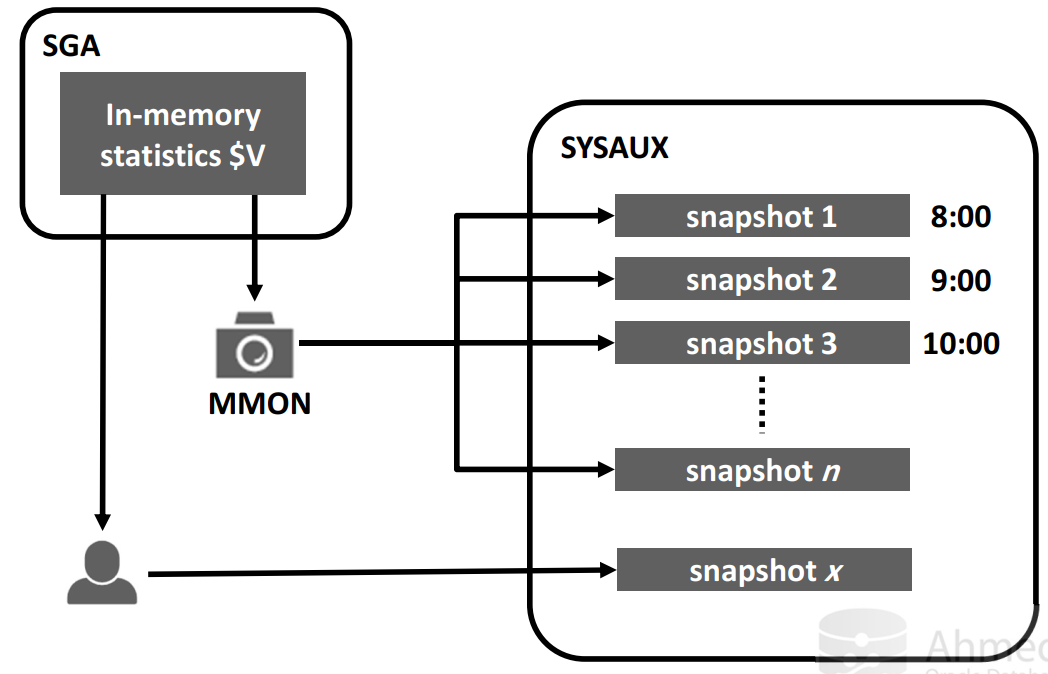 SGA
In-memory
statistics $V
SYSAUX
snapshot 1
8:00
snapshot 2
9:00
snapshot 3
10:00
MMON
snapshot n
snapshot x